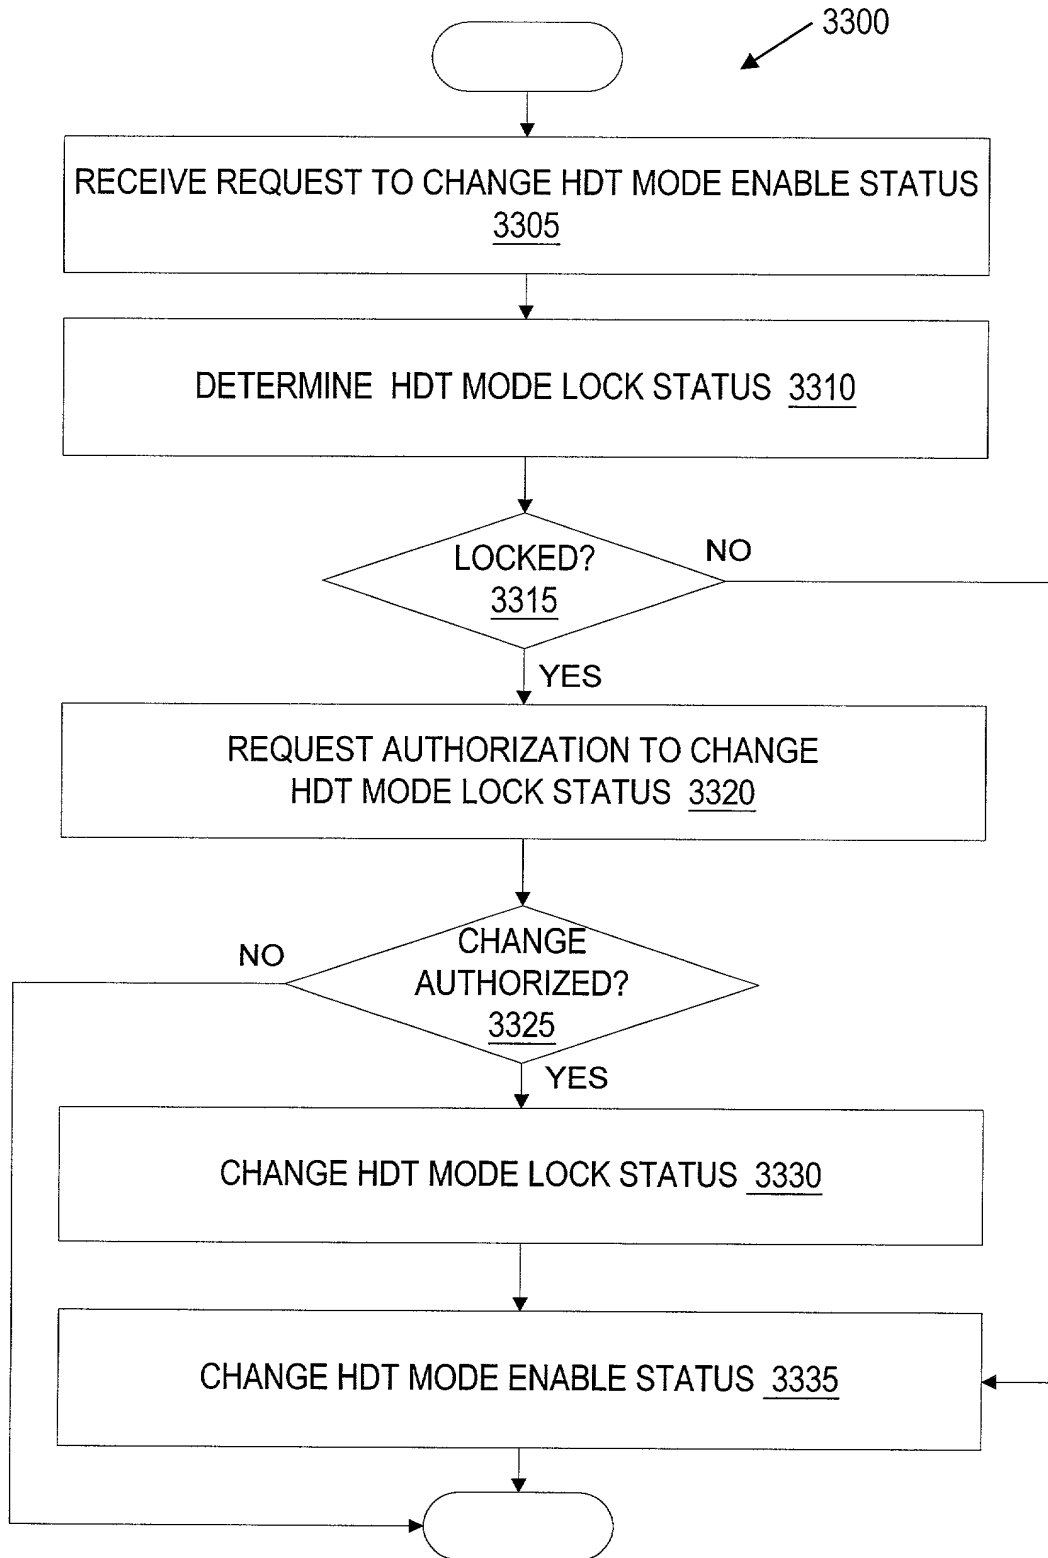 3300
RECEIVE REQUEST TO CHANGE HDT MODE ENABLE STATUS
3305
DETERMINE HDT MODE LOCK STATUS 3310
LOCKED?
3315
NO
YES
REQUEST AUTHORIZATION TO CHANGE
HDT MODE LOCK STATUS 3320
NO
CHANGE
AUTHORIZED?
3325
YES
CHANGE HDT MODE LOCK STATUS 3330
CHANGE HDT MODE ENABLE STATUS 3335